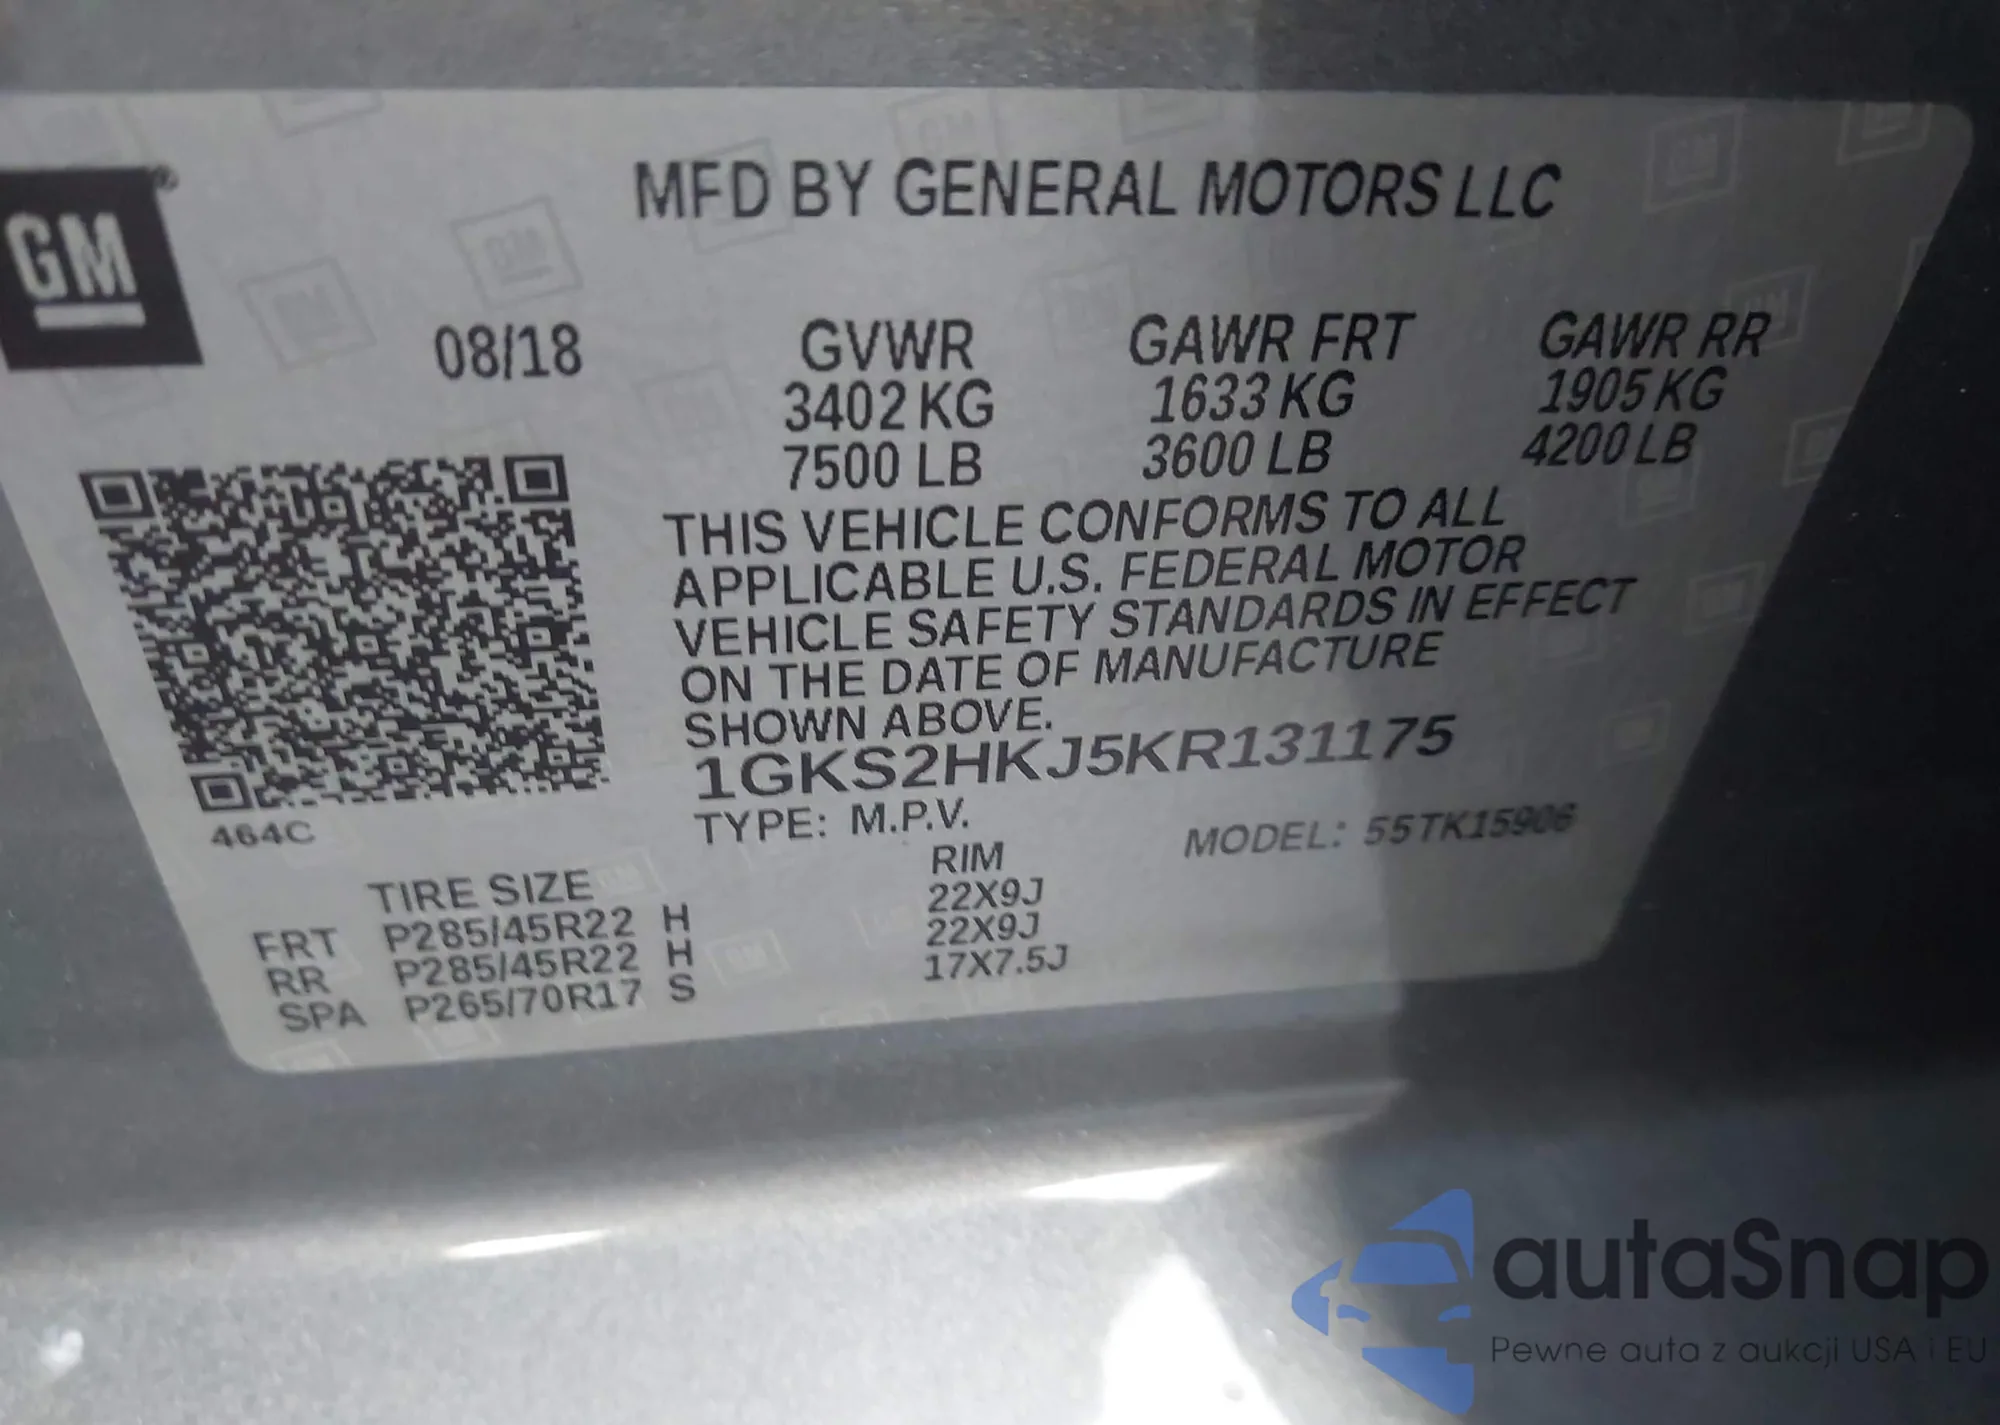 MFD BY GENERAL MOTORS LLC
GM
08/18
GVWR GAWR FRT GAWR RR
3402 KG 1633 KG 1905 KG
7500 LB 3600 LB 4200 LB
THIS VEHICLE CONFORMS TO ALL
APPLICABLE U.S. FEDERAL MOTOR
VEHICLE SAFETY STANDARDS IN EFFECT
ON THE DATE OF MANUFACTURE
SHOWN ABOVE.
1GKS2HKJ5KR131175
464C
TYPE: M.P.V. MODEL: 55TK15906
TIRE SIZE RIM
FRT P285/45R22 H 22X9J
RR P285/45R22 H 22X9J
SPA P265/70R17 S 17X7.5J
autaSnap
Pewne auta z aukcji USA i EU